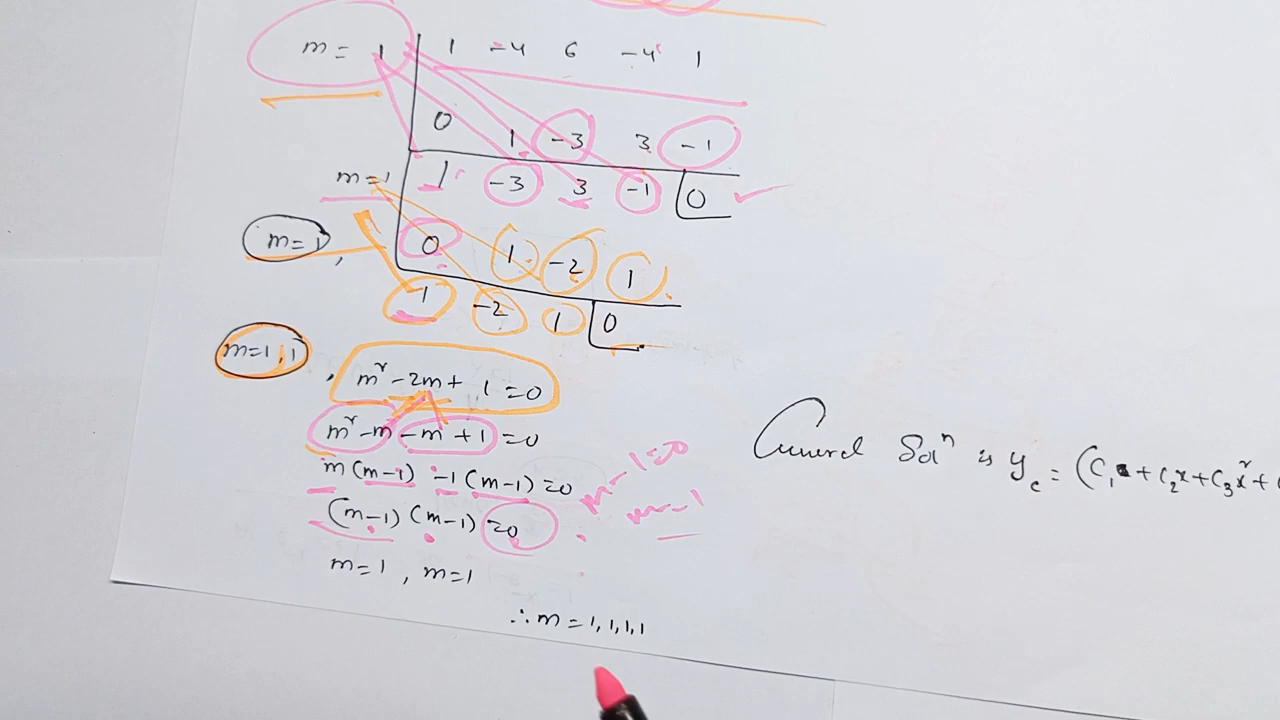 m = 1 | 1 -4 6 -4 1
0 1 -3 3 -1
m=1 1 -3 3 -1 0
m=1, 0 1 -2 1
1 -2 1 0
m=1,1 , m² - 2m + 1 = 0
m² - m - m + 1 = 0
m(m-1) -1(m-1) = 0 m-1=0
(m-1)(m-1) = 0 m=1
m=1, m=1
∴ m = 1,1,1,1
General Solⁿ is y_c = (C₁ + C₂x + C₃x² +